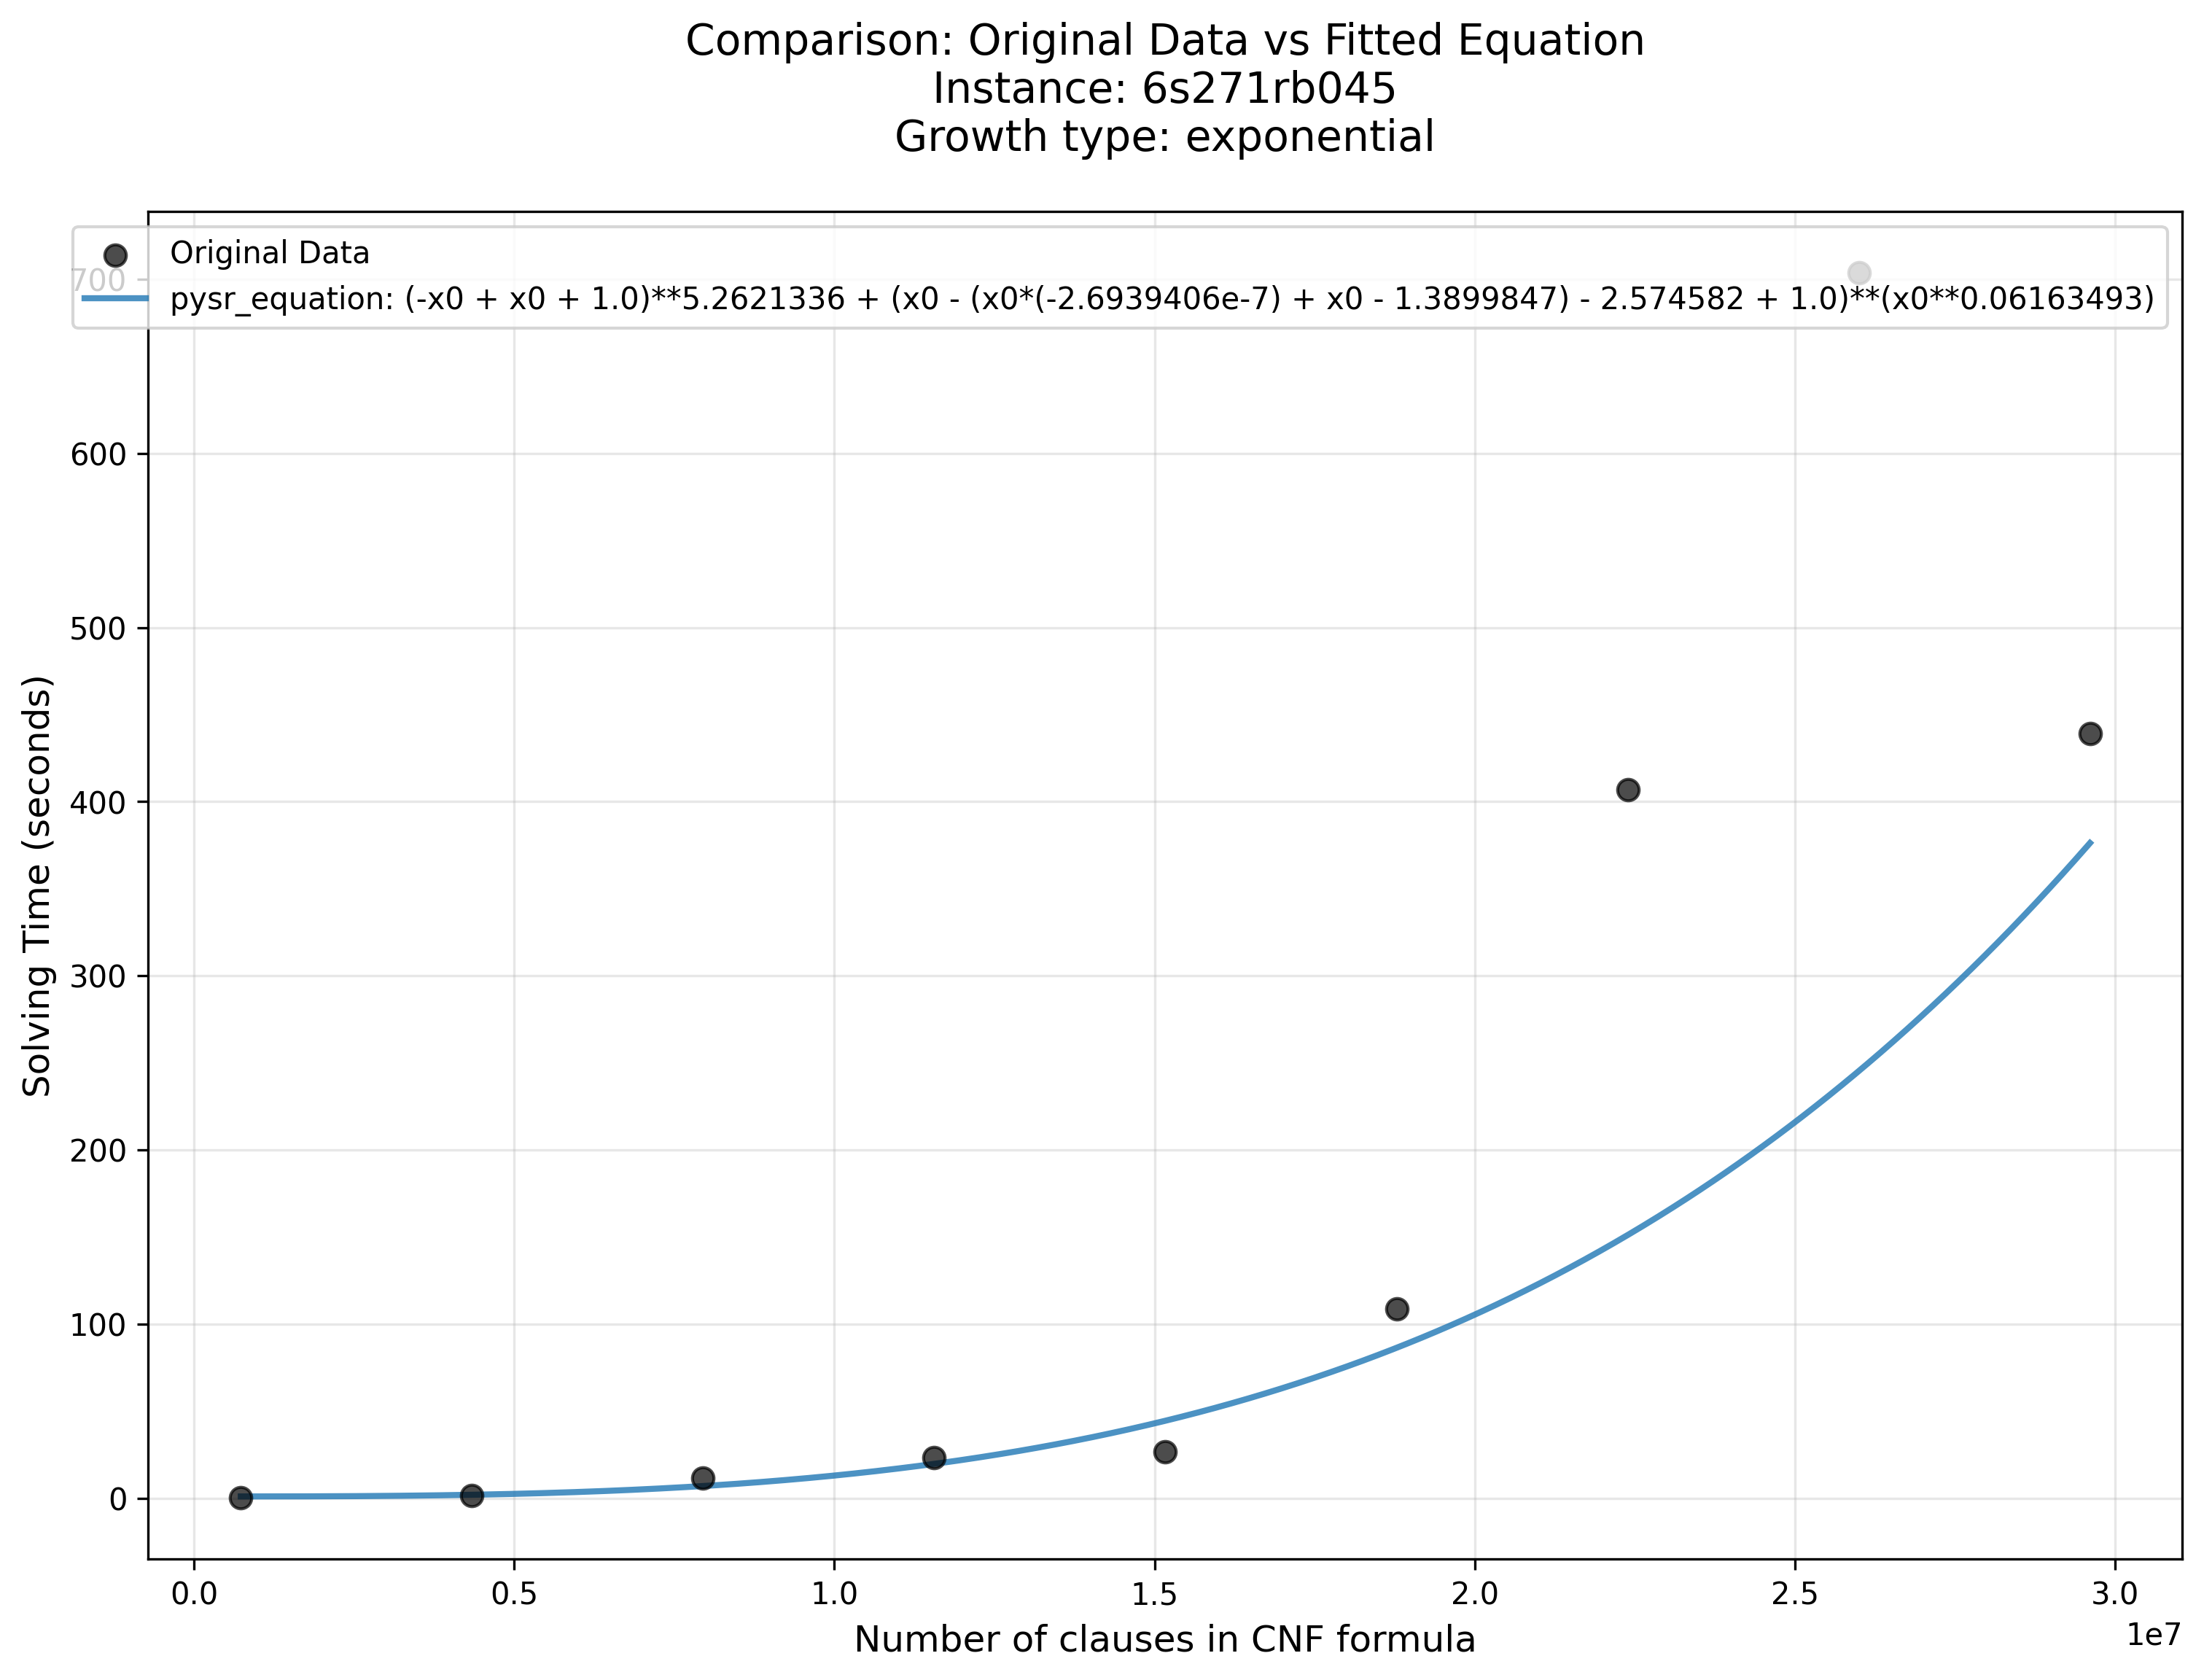 Comparison: Original Data vs Fitted Equation
Instance: 6s271rb045
Growth type: exponential
Original Data
pysr_equation: (-x0 + x0 + 1.0)**5.2621336 + (x0 - (x0*(-2.6939406e-7) + x0 - 1.3899847) - 2.574582 + 1.0)**(x0**0.06163493)
700
600
500
400
300
200
100
0
Solving Time (seconds)
0.0 0.5 1.0 1.5 2.0 2.5 3.0
1e7
Number of clauses in CNF formula